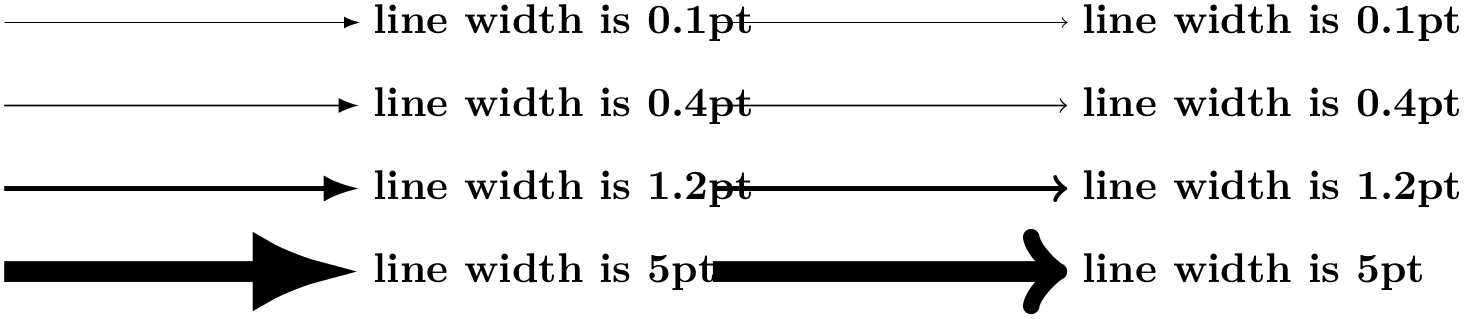 line width is 0.1pt line width is 0.1pt
line width is 0.4pt line width is 0.4pt
line width is 1.2pt line width is 1.2pt
line width is 5pt line width is 5pt